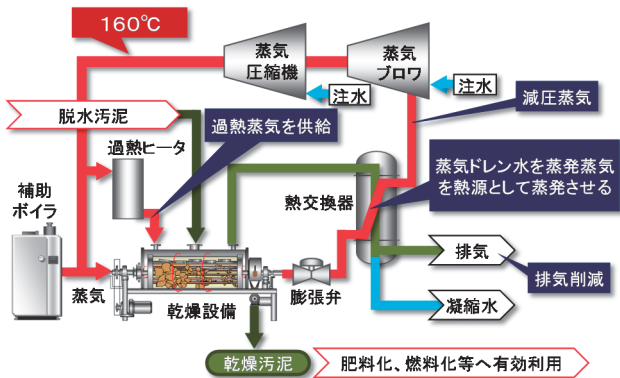 160℃
蒸気
圧縮機
蒸気
ブロワ
注水
注水
減圧蒸気
脱水汚泥
過熱蒸気を供給
過熱ヒータ
蒸気ドレン水を蒸発蒸気
を熱源として蒸発させる
補助
ボイラ
熱交換器
排気
排気削減
蒸気
乾燥設備
膨張弁
凝縮水
乾燥汚泥
肥料化、燃料化等へ有効利用